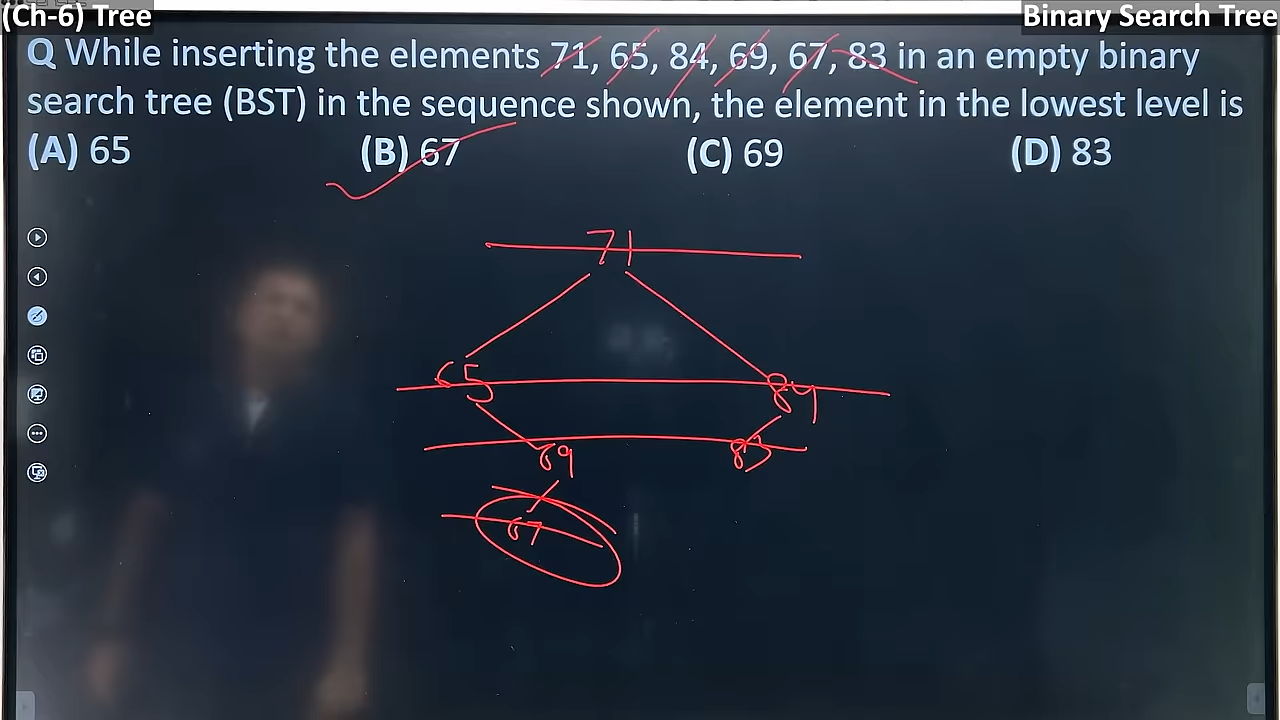 (Ch-6) Tree
Binary Search Tree
Q While inserting the elements 71, 65, 84, 69, 67, 83 in an empty binary
search tree (BST) in the sequence shown, the element in the lowest level is
(A) 65 (B) 67 (C) 69 (D) 83
71
65 84
69 83
67